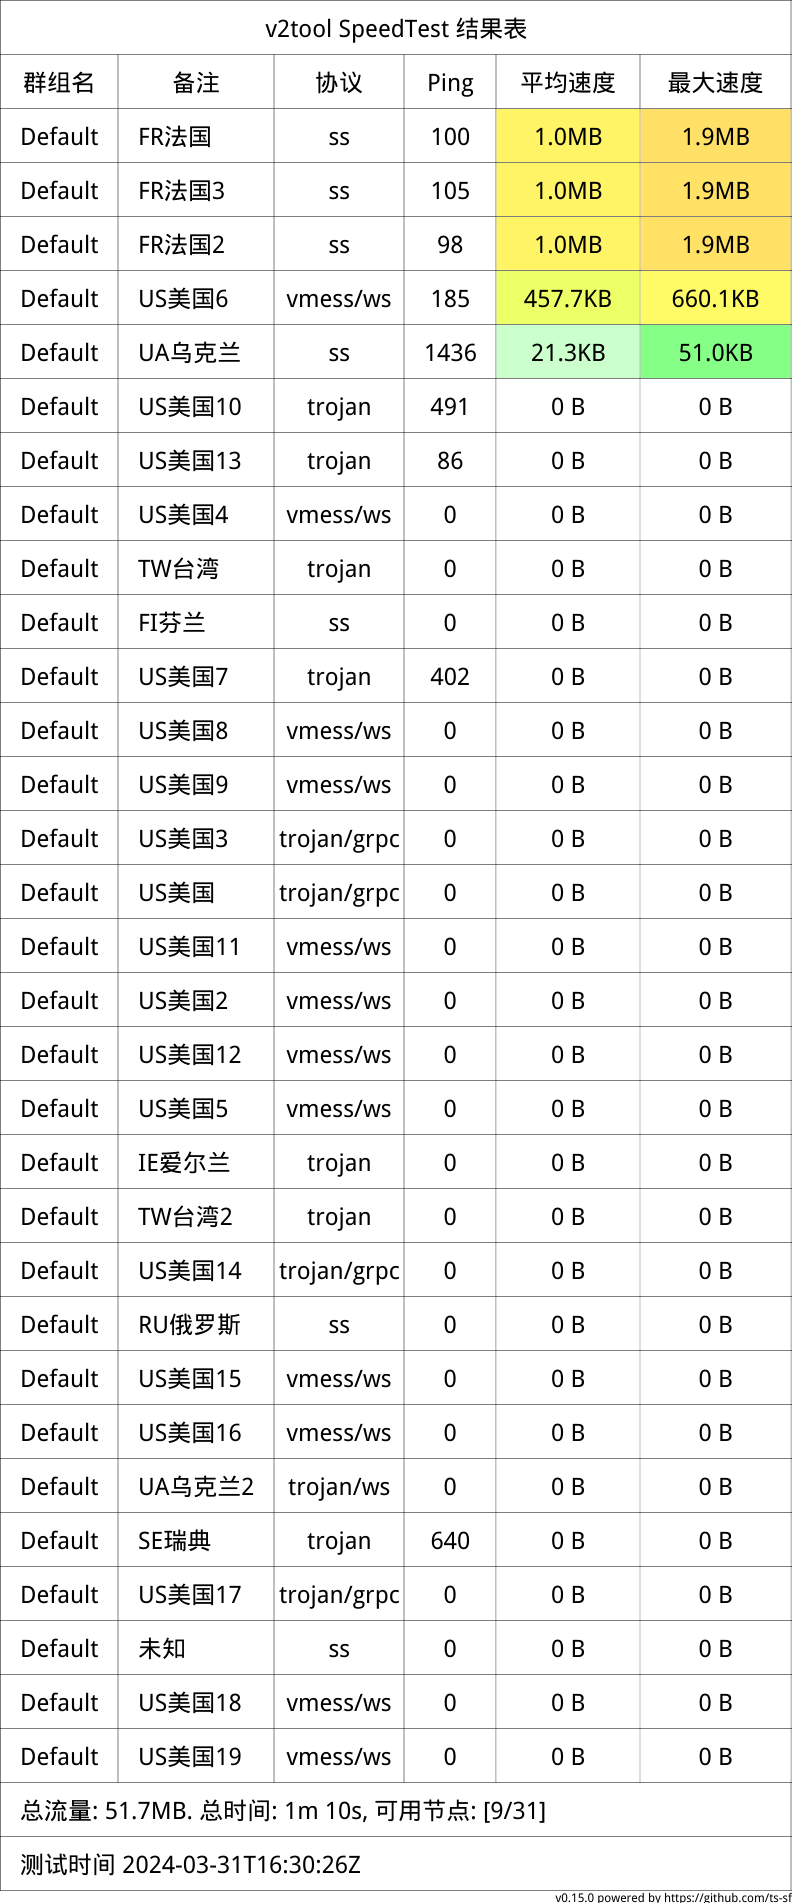 v2tool SpeedTest 结果表
群组名 备注 协议 Ping 平均速度 最大速度
Default FR法国 ss 100 1.0MB 1.9MB
Default FR法国3 ss 105 1.0MB 1.9MB
Default FR法国2 ss 98 1.0MB 1.9MB
Default US美国6 vmess/ws 185 457.7KB 660.1KB
Default UA乌克兰 ss 1436 21.3KB 51.0KB
Default US美国10 trojan 491 0 B 0 B
Default US美国13 trojan 86 0 B 0 B
Default US美国4 vmess/ws 0 0 B 0 B
Default TW台湾 trojan 0 0 B 0 B
Default FI芬兰 ss 0 0 B 0 B
Default US美国7 trojan 402 0 B 0 B
Default US美国8 vmess/ws 0 0 B 0 B
Default US美国9 vmess/ws 0 0 B 0 B
Default US美国3 trojan/grpc 0 0 B 0 B
Default US美国 trojan/grpc 0 0 B 0 B
Default US美国11 vmess/ws 0 0 B 0 B
Default US美国2 vmess/ws 0 0 B 0 B
Default US美国12 vmess/ws 0 0 B 0 B
Default US美国5 vmess/ws 0 0 B 0 B
Default IE爱尔兰 trojan 0 0 B 0 B
Default TW台湾2 trojan 0 0 B 0 B
Default US美国14 trojan/grpc 0 0 B 0 B
Default RU俄罗斯 ss 0 0 B 0 B
Default US美国15 vmess/ws 0 0 B 0 B
Default US美国16 vmess/ws 0 0 B 0 B
Default UA乌克兰2 trojan/ws 0 0 B 0 B
Default SE瑞典 trojan 640 0 B 0 B
Default US美国17 trojan/grpc 0 0 B 0 B
Default 未知 ss 0 0 B 0 B
Default US美国18 vmess/ws 0 0 B 0 B
Default US美国19 vmess/ws 0 0 B 0 B
总流量: 51.7MB. 总时间: 1m 10s, 可用节点: [9/31]
测试时间 2024-03-31T16:30:26Z
v0.15.0 powered by https://github.com/ts-sf